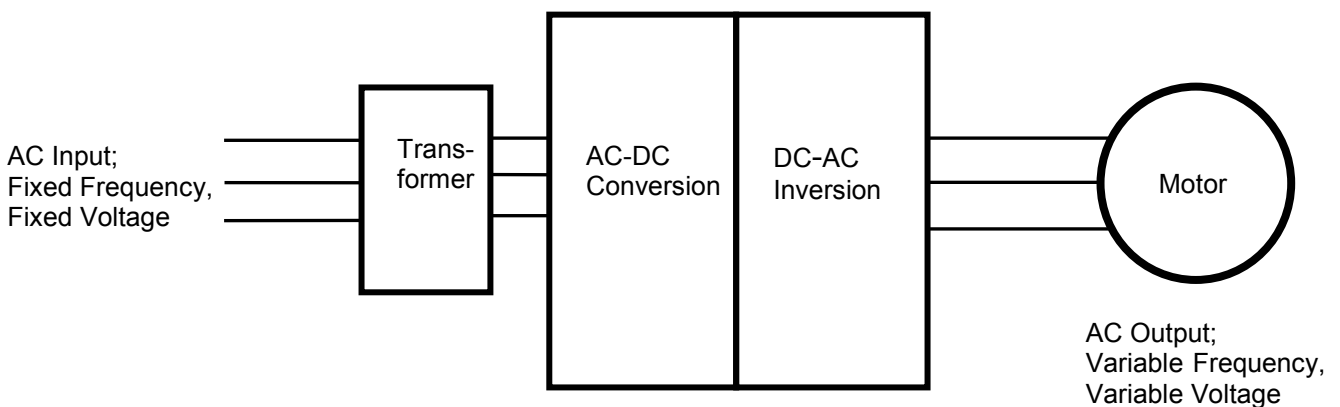 AC Input;
Fixed Frequency,
Fixed Voltage
Trans-
former
AC-DC
Conversion
DC-AC
Inversion
Motor
AC Output;
Variable Frequency,
Variable Voltage